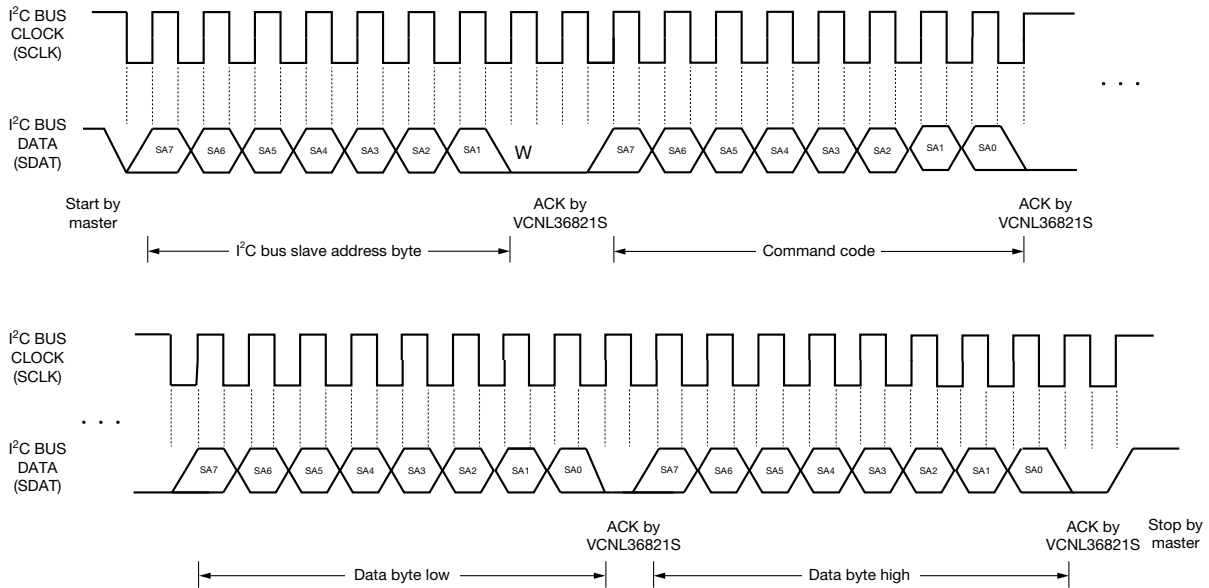 I²C BUS
CLOCK
(SCLK)
. . .
I²C BUS
DATA
(SDAT)
SA7 SA6 SA5 SA4 SA3 SA2 SA1 W SA7 SA6 SA5 SA4 SA3 SA2 SA1 SA0
Start by
master
ACK by
VCNL36821S
ACK by
VCNL36821S
I²C bus slave address byte
Command code
I²C BUS
CLOCK
(SCLK)
. . .
I²C BUS
DATA
(SDAT)
SA7 SA6 SA5 SA4 SA3 SA2 SA1 SA0 SA7 SA6 SA5 SA4 SA3 SA2 SA1 SA0
ACK by
VCNL36821S
ACK by
VCNL36821S
Stop by
master
Data byte low
Data byte high